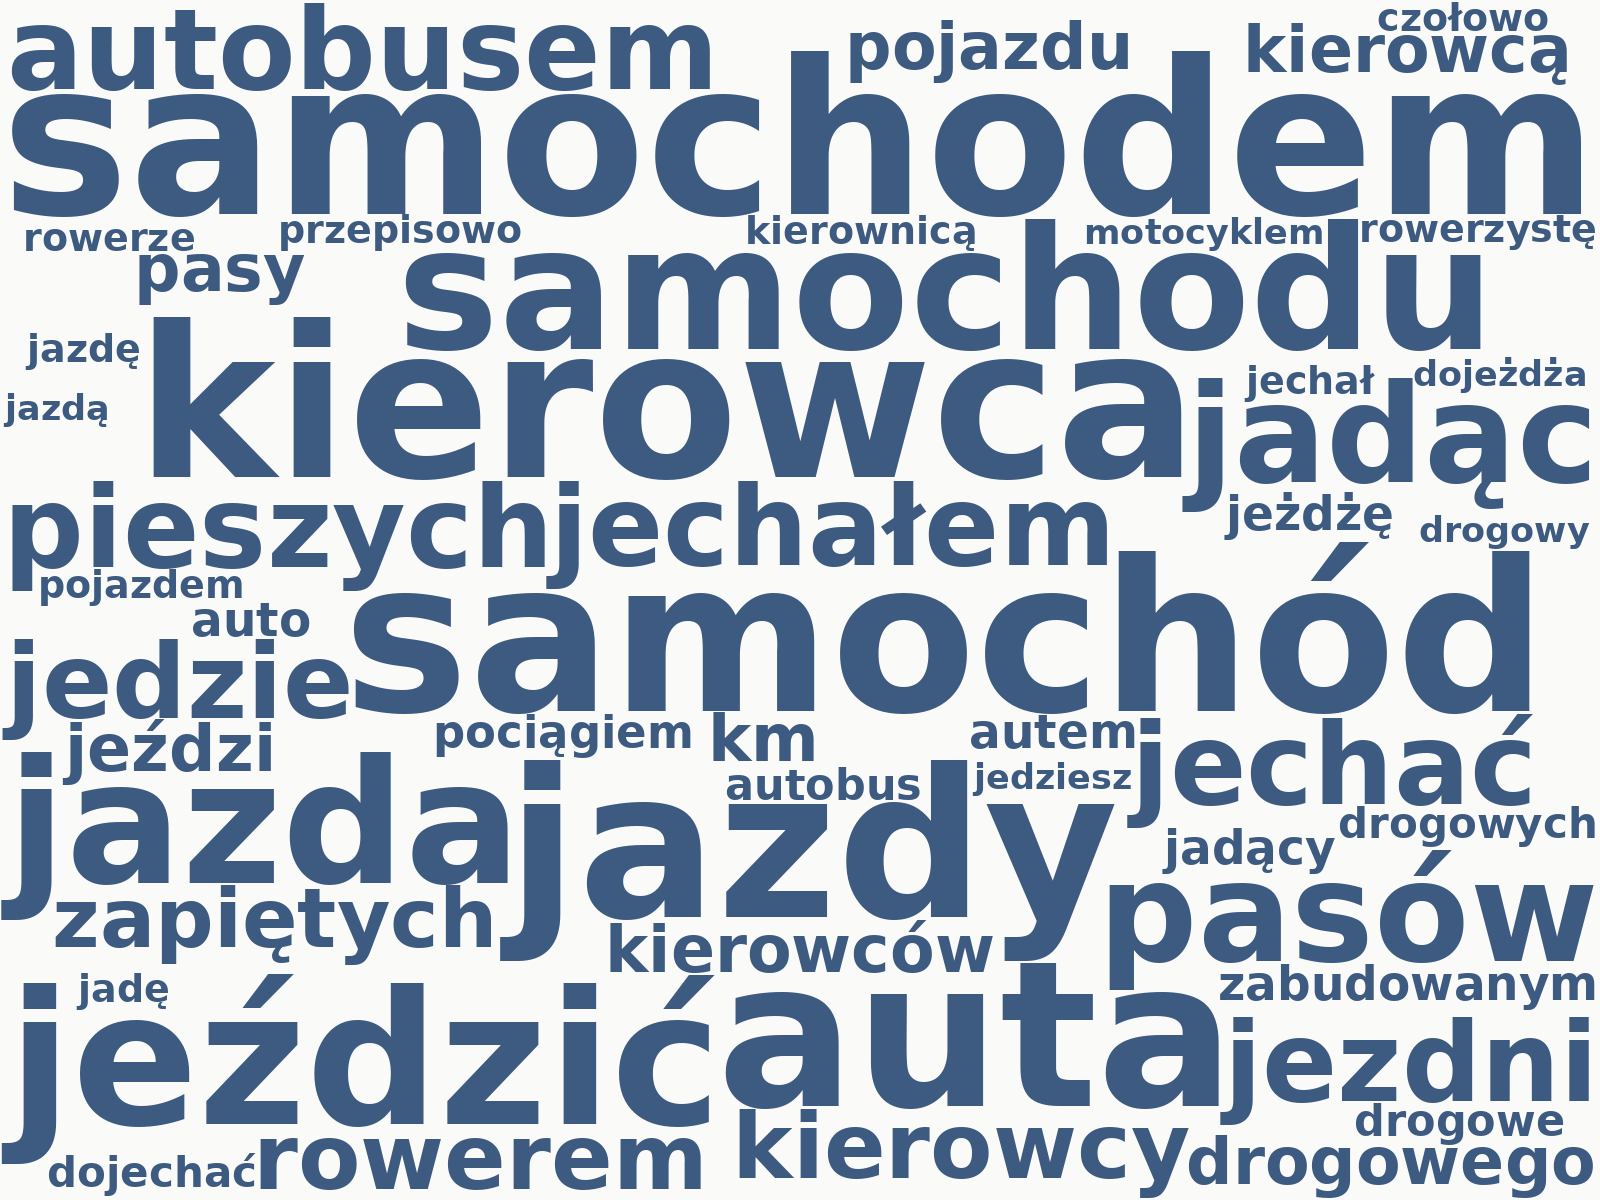 czołowo
autobusem pojazdu kierowcą
samochodem
rowerze przepisowo kierownicą motocyklem rowerzystę
pasy samochodu
jazdę
kierowca jechał dojeżdża
jazdą jadąc
pieszych jechałem jeżdżę drogowy
pojazdem
auto samochód
jedzie
jeździ pociągiem km autem jechać
autobus jedziesz
jazda jazdy drogowych
jadący
zapiętych pasów
kierowców
jadę zabudowanym
jeździć auta jezdni
drogowe
dojechać rowerem kierowcy drogowego